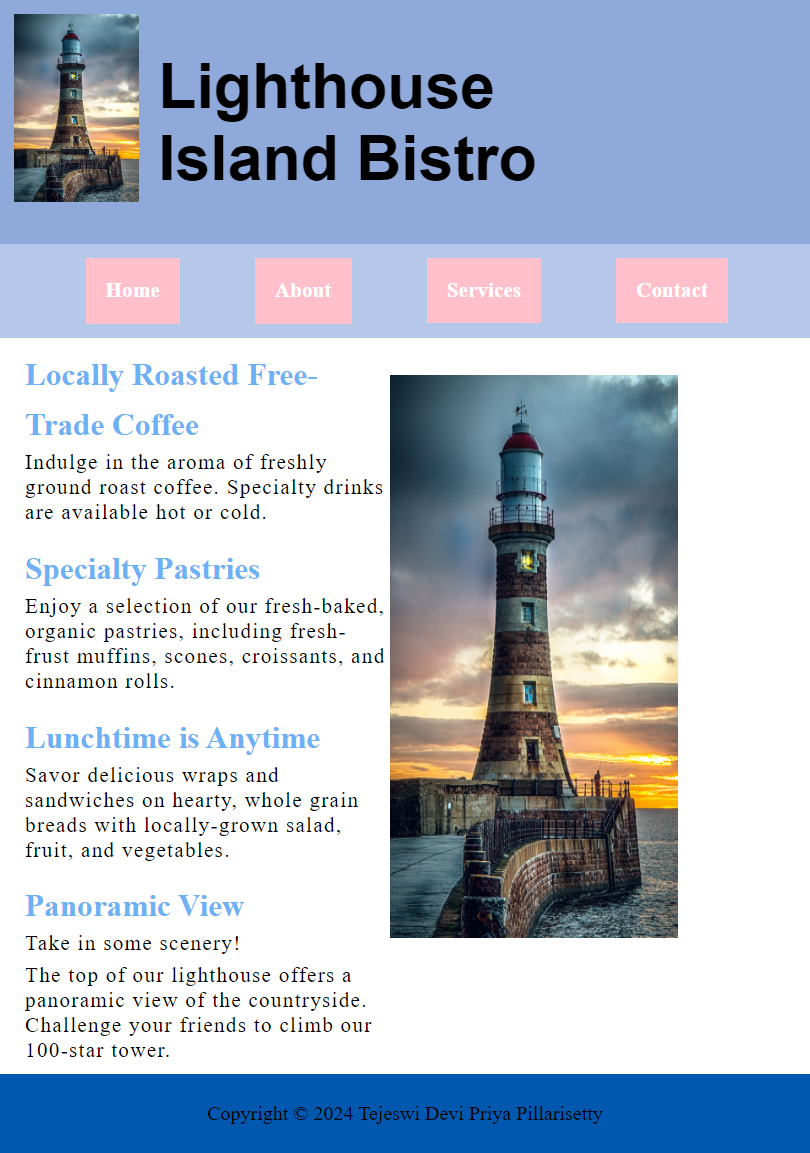 Lighthouse
Island Bistro
Home
About
Services
Contact
Locally Roasted Free-
Trade Coffee
Indulge in the aroma of freshly
ground roast coffee. Specialty drinks
are available hot or cold.
Specialty Pastries
Enjoy a selection of our fresh-baked,
organic pastries, including fresh-
frust muffins, scones, croissants, and
cinnamon rolls.
Lunchtime is Anytime
Savor delicious wraps and
sandwiches on hearty, whole grain
breads with locally-grown salad,
fruit, and vegetables.
Panoramic View
Take in some scenery!
The top of our lighthouse offers a
panoramic view of the countryside.
Challenge your friends to climb our
100-star tower.
Copyright © 2024 Tejeswi Devi Priya Pillarisetty